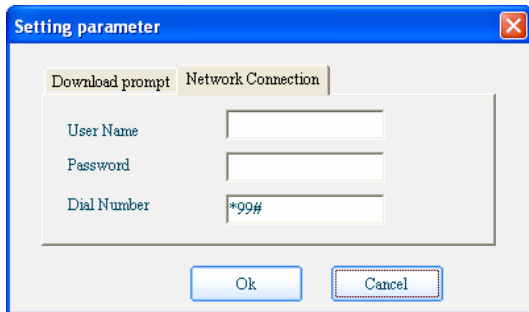 Setting parameter
Download prompt Network Connection
User Name
Password
Dial Number *99#
Ok Cancel